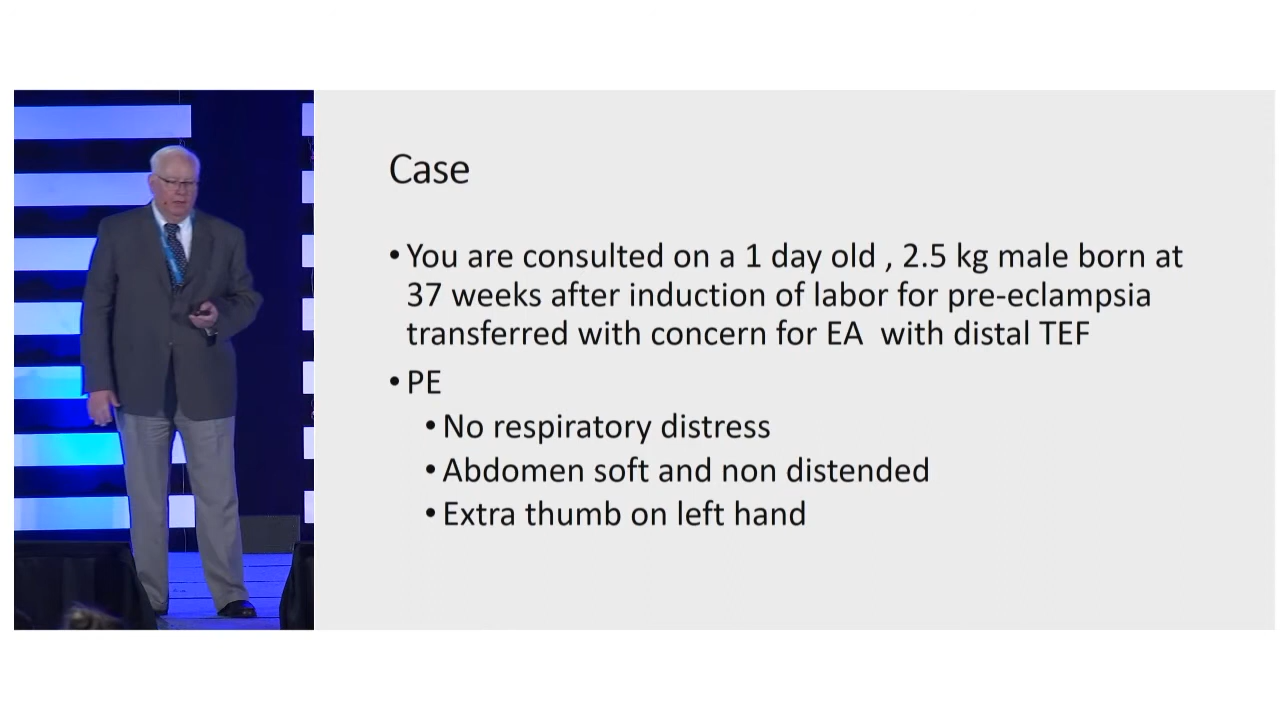 Case
• You are consulted on a 1 day old , 2.5 kg male born at
37 weeks after induction of labor for pre-eclampsia
transferred with concern for EA  with distal TEF
• PE
• No respiratory distress
• Abdomen soft and non distended
• Extra thumb on left hand